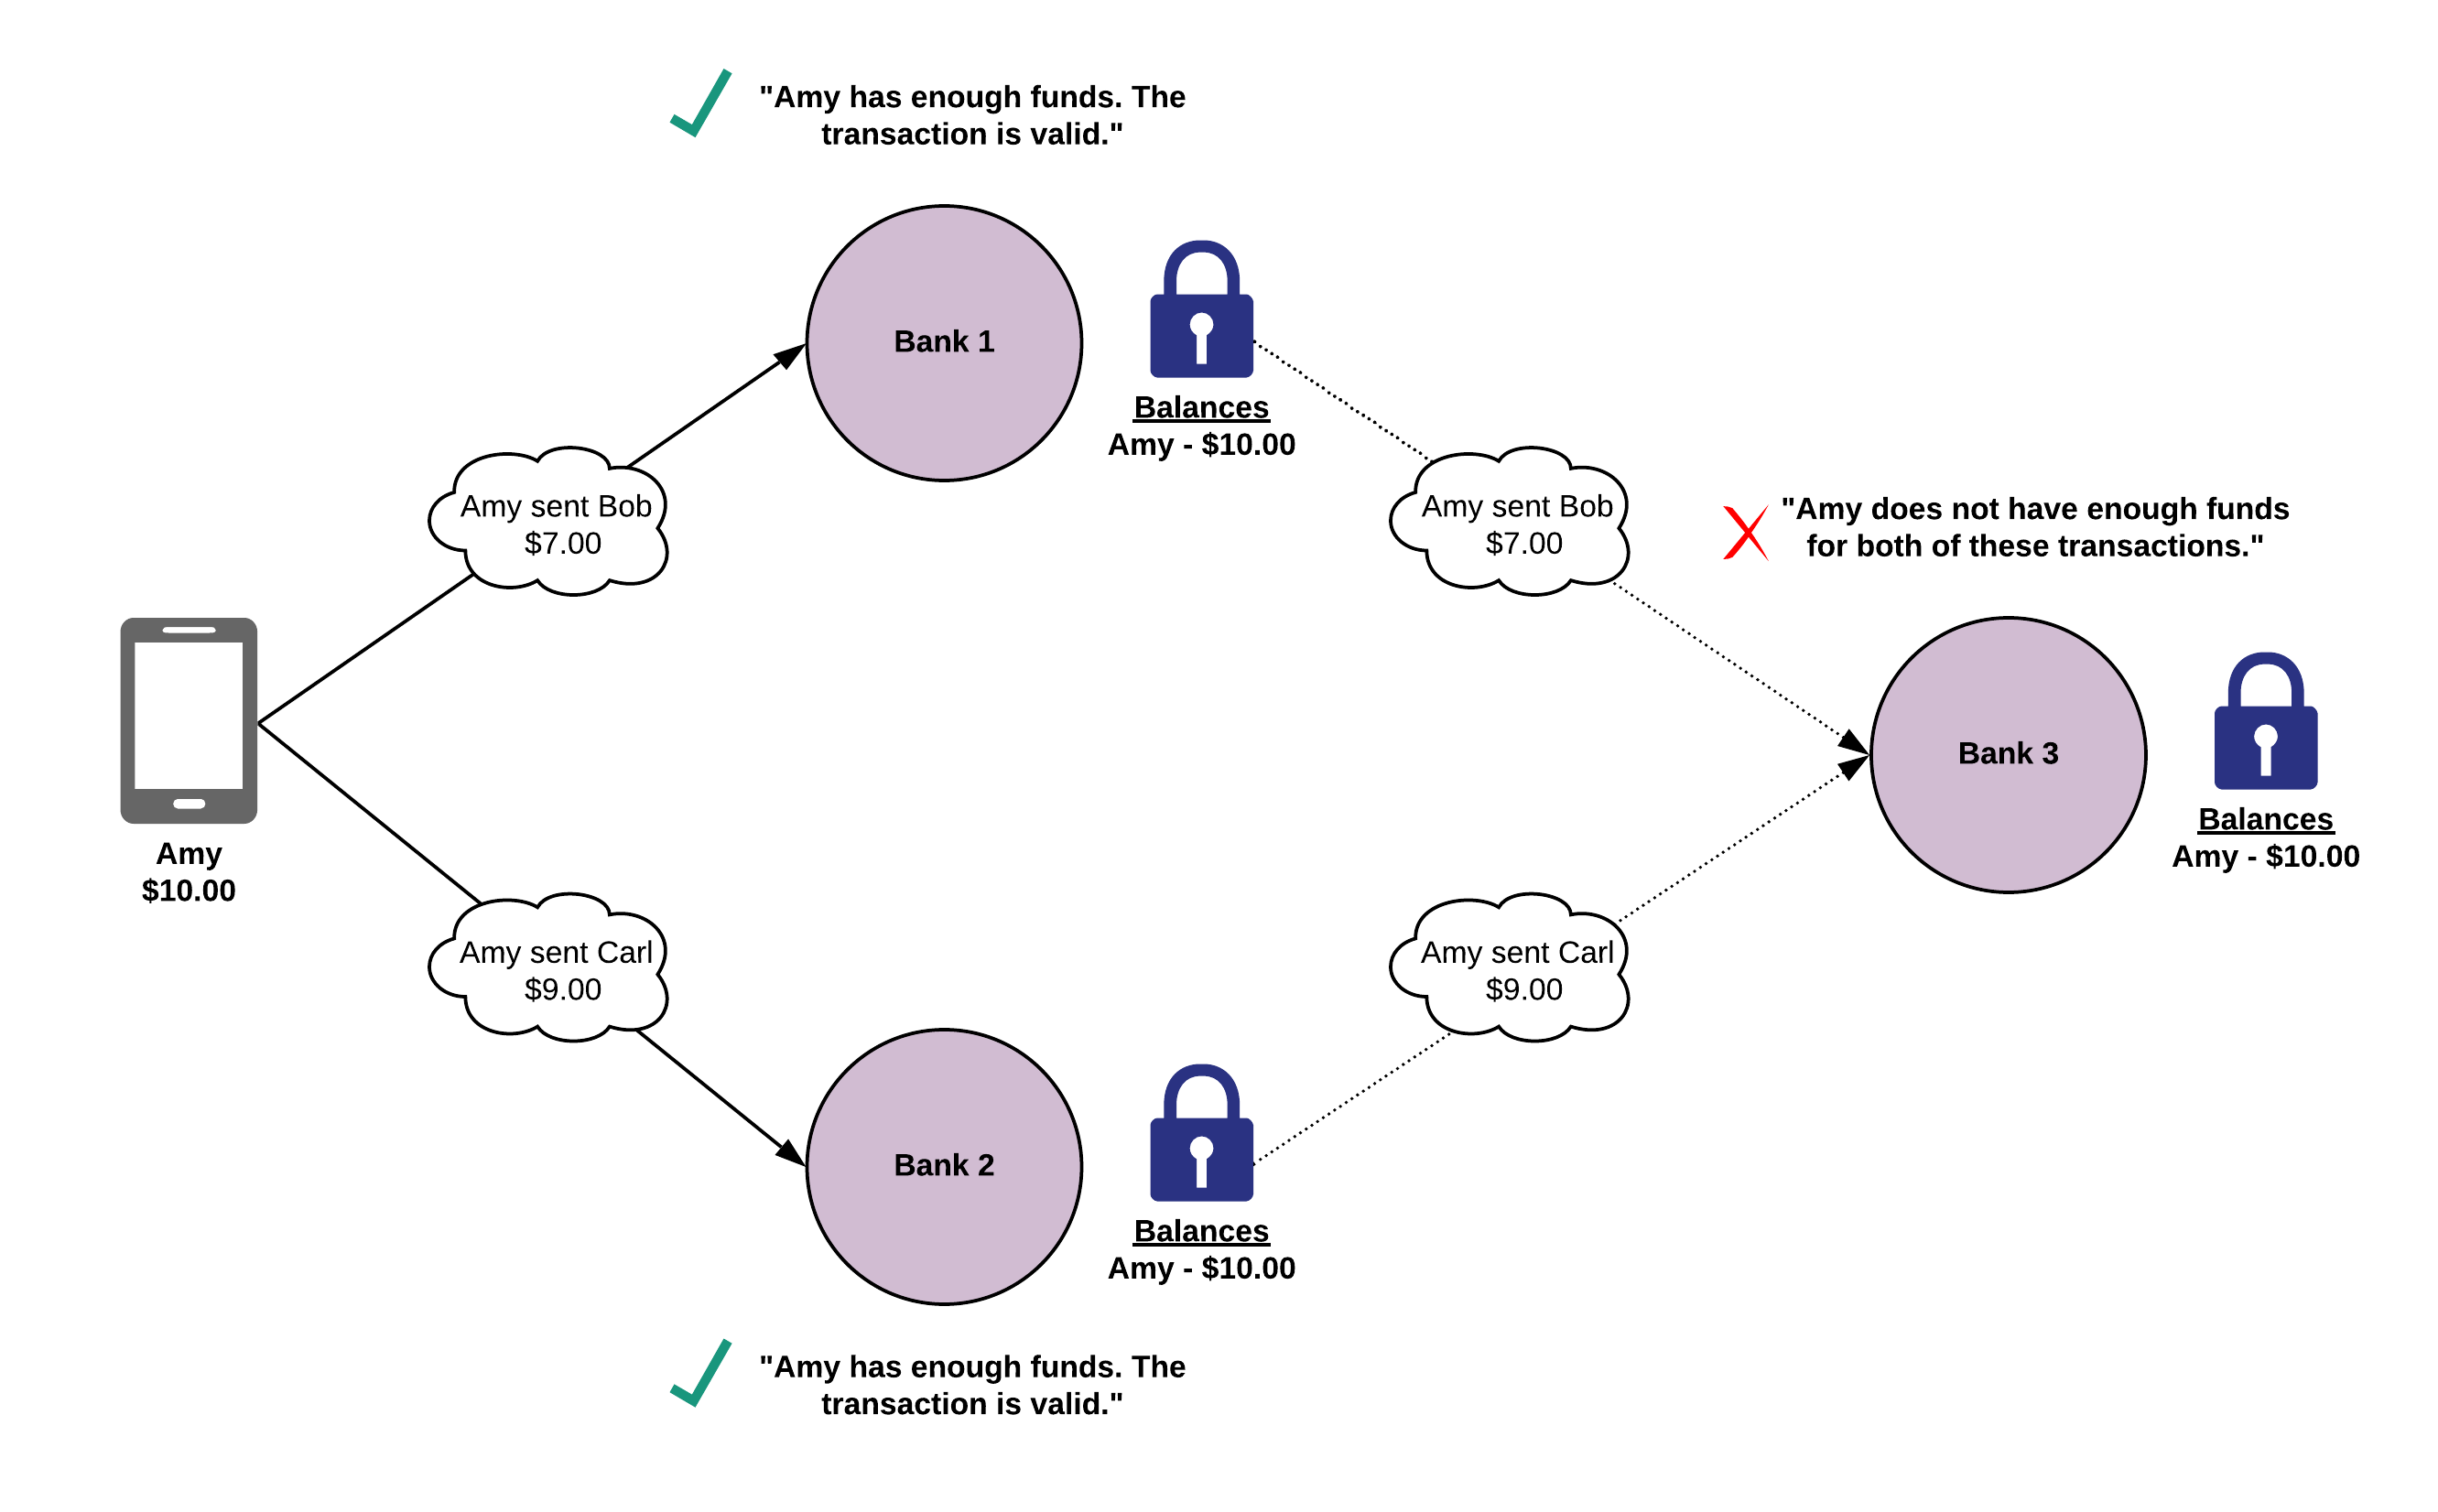 "Amy has enough funds. The
transaction is valid."
Bank 1
Balances
Amy - $10.00
Amy sent Bob
$7.00
Amy sent Bob
$7.00
"Amy does not have enough funds
for both of these transactions."
Bank 3
Balances
Amy - $10.00
Amy
$10.00
Amy sent Carl
$9.00
Amy sent Carl
$9.00
Bank 2
Balances
Amy - $10.00
"Amy has enough funds. The
transaction is valid."